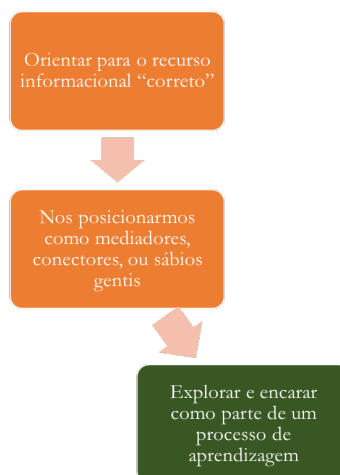 Orientar para o recurso
informacional “correto”
Nos posicionarmos
como mediadores,
conectores, ou sábios
gentis
Explorar e encarar
como parte de um
processo de
aprendizagem